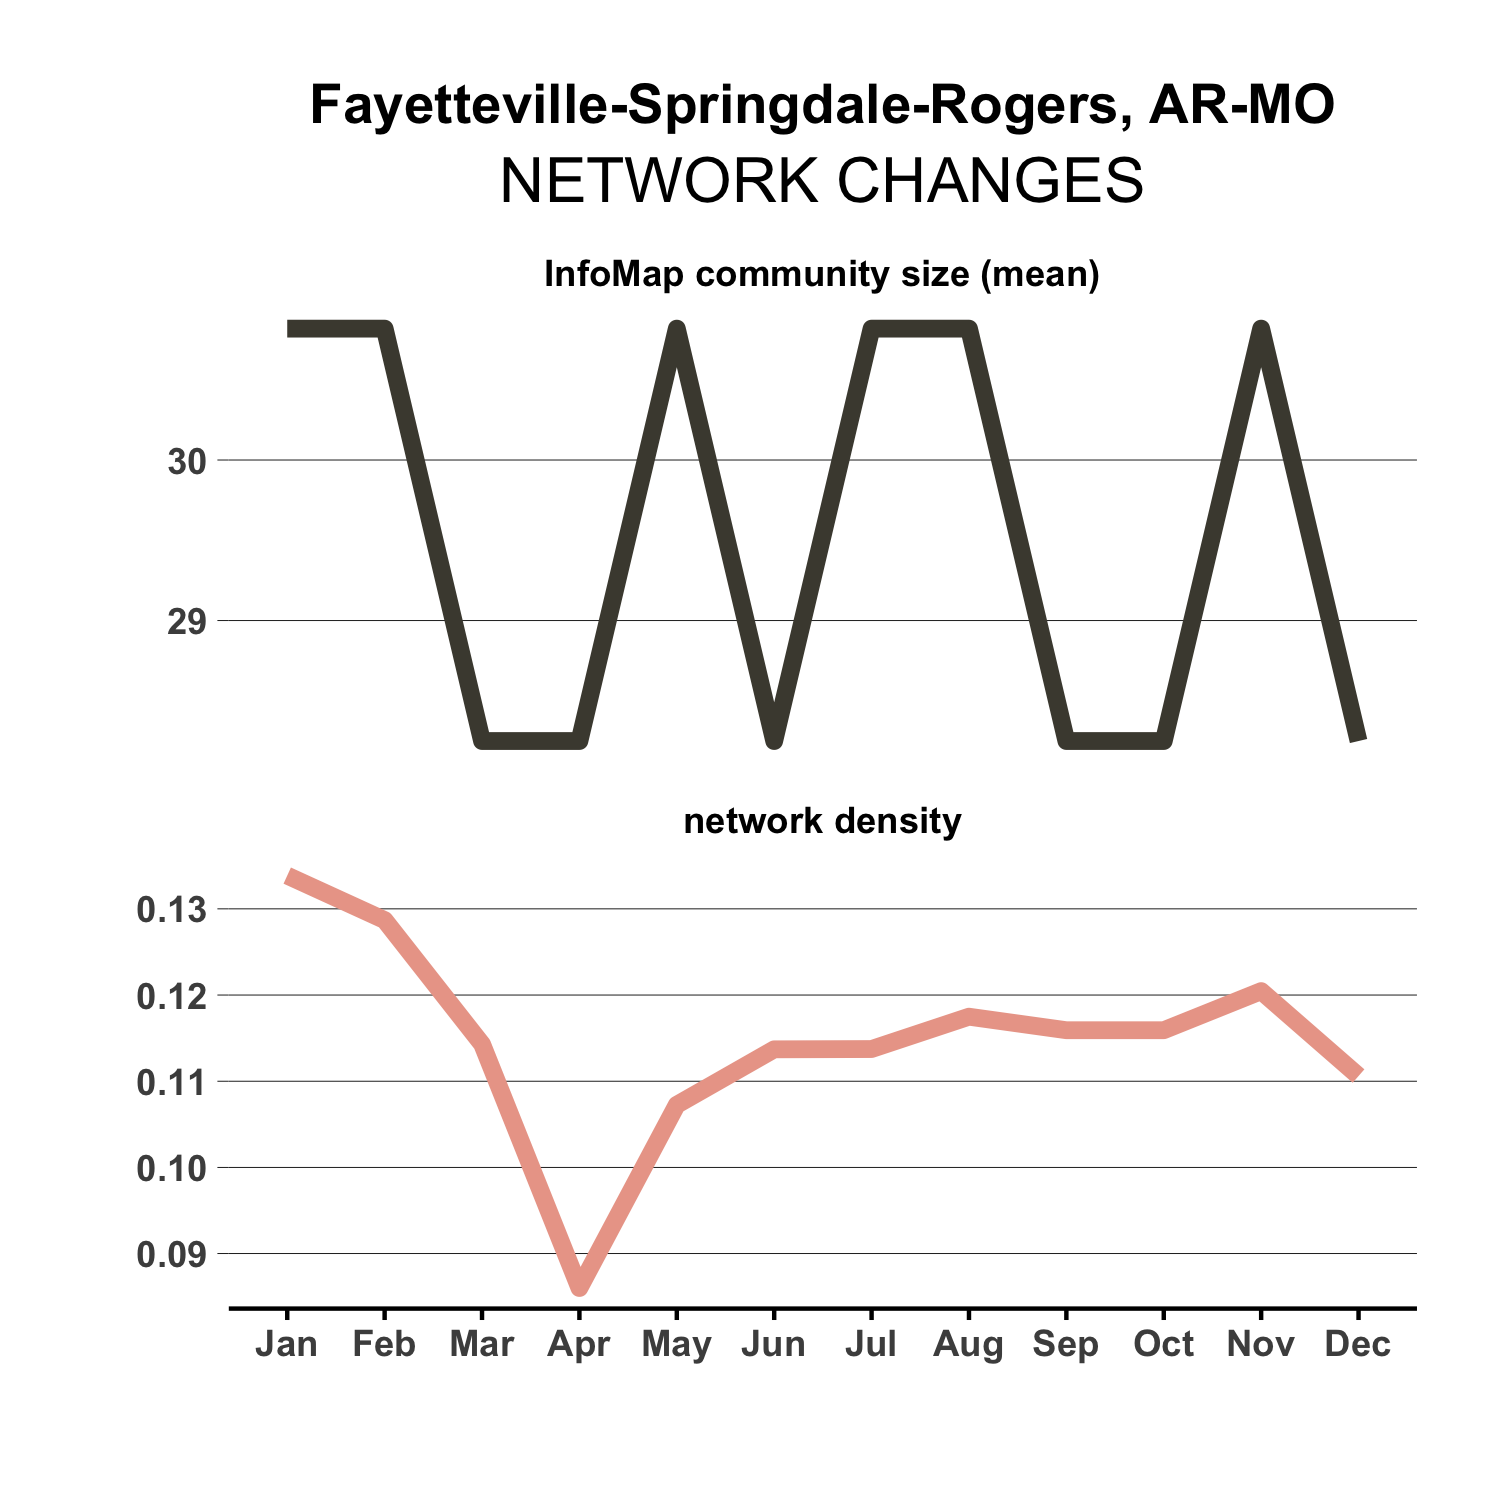 Fayetteville-Springdale-Rogers, AR-MO
NETWORK CHANGES
InfoMap community size (mean)
30
29
network density
0.13
0.12
0.11
0.10
0.09
Jan Feb Mar Apr May Jun Jul Aug Sep Oct Nov Dec